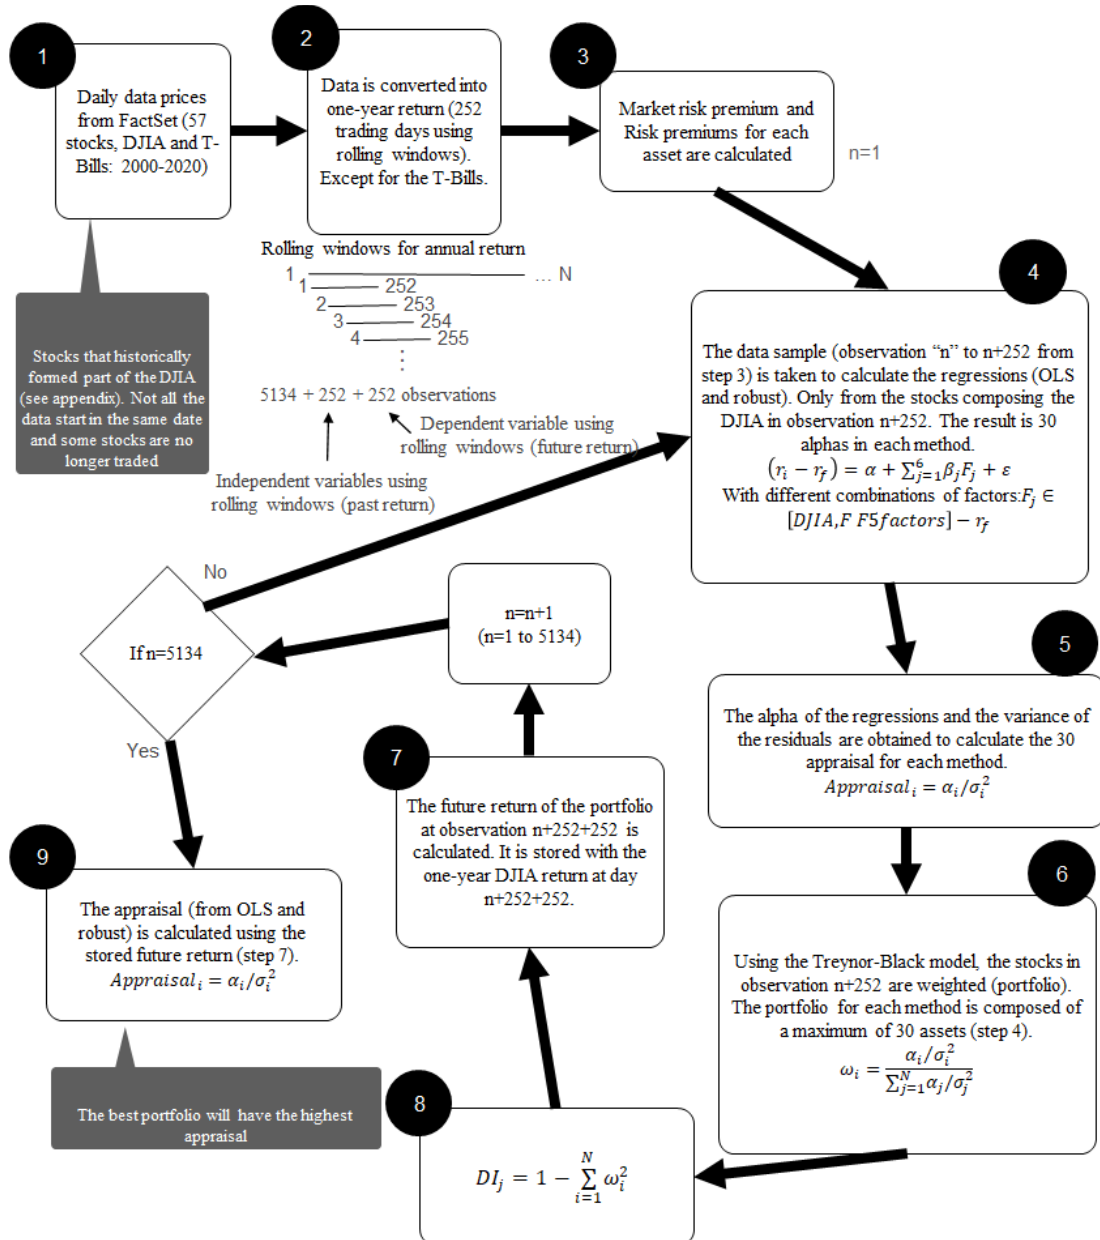 1
Daily data prices
from FactSet (57
stocks, DJIA and T-
Bills: 2000-2020)
2
Data is converted into
one-year return (252
trading days using
rolling windows).
Except for the T-Bills.
3
Market risk premium and
Risk premiums for each
asset are calculated
n=1
Stocks that historically
formed part of the DJIA
(see appendix). Not all the
data start in the same date
and some stocks are no
longer traded
Rolling windows for annual return
1 ... N
1 252
2 253
3 254
4 255
⋮
5134 + 252 + 252 observations
Dependent variable using
rolling windows (future return)
Independent variables using
rolling windows (past return)
4
The data sample (observation “n” to n+252 from
step 3) is taken to calculate the regressions (OLS
and robust). Only from the stocks composing the
DJIA in observation n+252. The result is 30
alphas in each method.
(r_i − r_f) = α + ∑_{j=1}^{6} β_j F_j + ε
With different combinations of factors: F_j ∈
[DJIA, F F5factors] − r_f
5
The alpha of the regressions and the variance of
the residuals are obtained to calculate the 30
appraisal for each method.
Appraisal_i = α_i/σ_i^2
6
Using the Treynor-Black model, the stocks in
observation n+252 are weighted (portfolio).
The portfolio for each method is composed of
a maximum of 30 assets (step 4).
ω_i = (α_i/σ_i^2) / (∑_{j=1}^{N} α_j/σ_j^2)
8
DI_j = 1 − ∑_{i=1}^{N} ω_i^2
7
The future return of the portfolio
at observation n+252+252 is
calculated. It is stored with the
one-year DJIA return at day
n+252+252.
n=n+1
(n=1 to 5134)
If n=5134
No
Yes
9
The appraisal (from OLS and
robust) is calculated using the
stored future return (step 7).
Appraisal_i = α_i/σ_i^2
The best portfolio will have the highest
appraisal